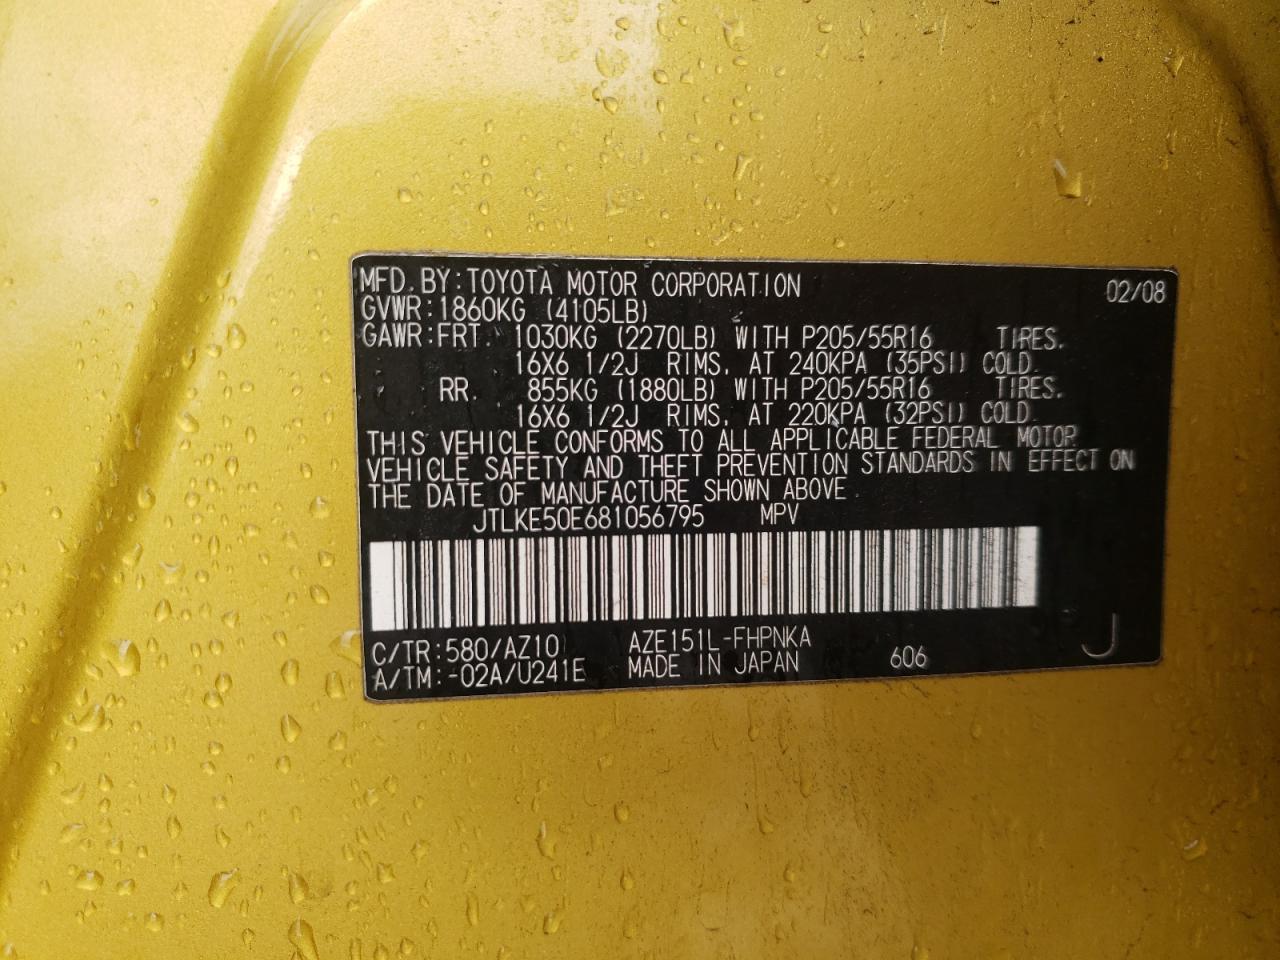 MFD. BY: TOYOTA MOTOR CORPORATION 02/08
GVWR: 1860KG (4105LB)
GAWR: FRT. 1030KG (2270LB) WITH P205/55R16 TIRES.
16X6 1/2J RIMS, AT 240KPA (35PSI) COLD.
RR. 855KG (1880LB) WITH P205/55R16 TIRES.
16X6 1/2J RIMS, AT 220KPA (32PSI) COLD.
THIS VEHICLE CONFORMS TO ALL APPLICABLE FEDERAL MOTOR
VEHICLE SAFETY AND THEFT PREVENTION STANDARDS IN EFFECT ON
THE DATE OF MANUFACTURE SHOWN ABOVE.
JTLKE50E681056795 MPV
C/TR: 580/AZ10 AZE151L-FHPNKA
A/TM: -02A/U241E MADE IN JAPAN 606 J